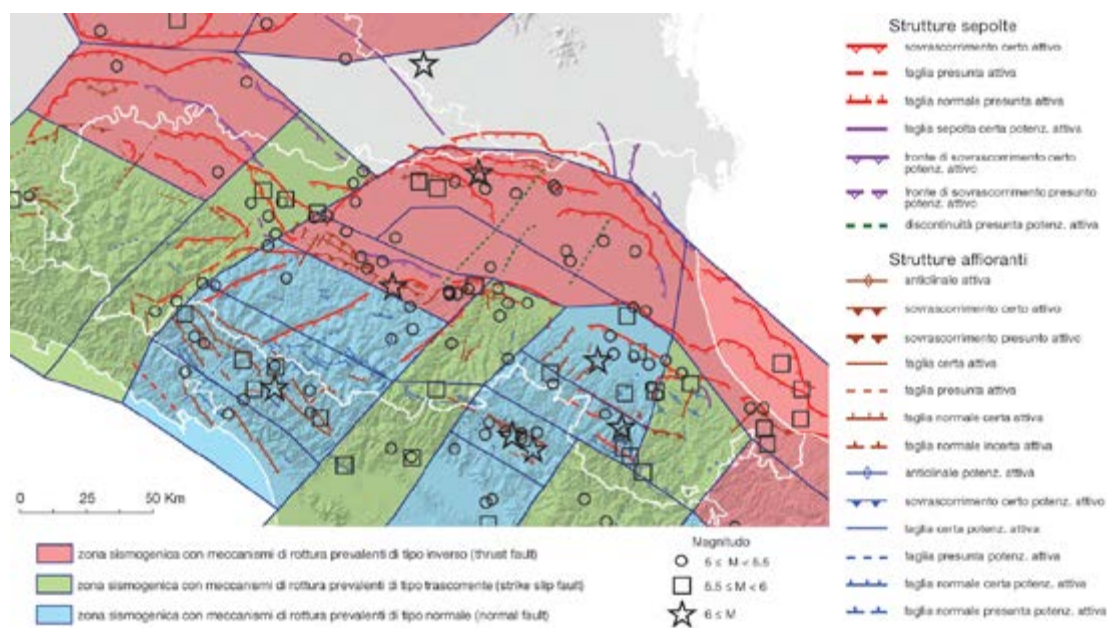 Strutture sepolte
sovrascorrimento certo attivo
faglia presunta attiva
faglia normale presunta attiva
faglia sepolta certa potenz. attiva
fronte di sovrascorrimento certo
potenz. attivo
fronte di sovrascorrimento presunto
potenz. attivo
discontinuità presunta potenz. attiva
Strutture affioranti
anticlinale attiva
sovrascorrimento certo attivo
sovrascorrimento presunto attivo
faglia certa attiva
faglia presunta attiva
faglia normale certa attiva
faglia normale incerta attiva
anticlinale potenz. attiva
sovrascorrimento certo potenz. attivo
faglia certa potenz. attiva
faglia presunta potenz. attiva
faglia normale certa potenz. attiva
faglia normale presunta potenz. attiva
0 25 50 Km
zona sismogenica con meccanismi di rottura prevalenti di tipo inverso (thrust fault)
zona sismogenica con meccanismi di rottura prevalenti di tipo trascorrente (strike slip fault)
zona sismogenica con meccanismi di rottura prevalenti di tipo normale (normal fault)
Magnitudo
5 ≤ M < 5.5
5.5 ≤ M < 6
6 ≤ M